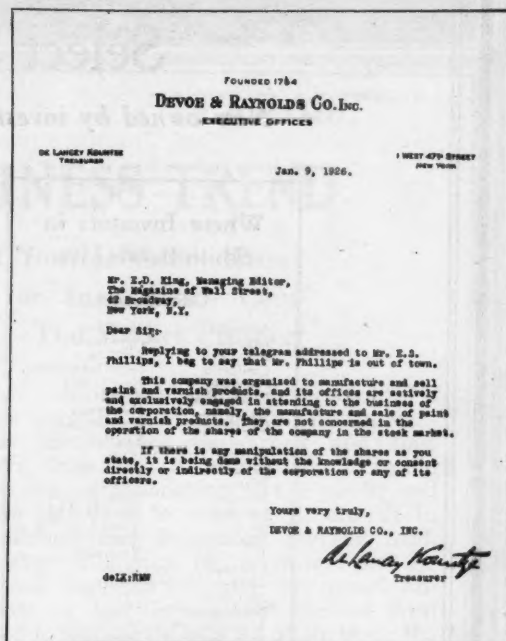 FOUNDED 1754
DEVOE & RAYNOLDS CO. INC.
EXECUTIVE OFFICES
DE LANCEY KOUNTZE
TREASURER
1 WEST 47TH STREET
NEW YORK
Jan. 9, 1926.
Mr. E.D. King, Managing Editor,
The Magazine of Wall Street,
42 Broadway,
New York, N.Y.
Dear Sir:
Replying to your telegram addressed to Mr. E.S.
Phillips, I beg to say that Mr. Phillips is out of town.
This company was organized to manufacture and sell
paint and varnish products, and its offices are actively
and exclusively engaged in attending to the business of
the corporation, namely, the manufacture and sale of paint
and varnish products. They are not concerned in the
operation of the shares of the company in the stock market.
If there is any manipulation of the shares as you
state, it is being done without the knowledge or consent
directly or indirectly of the corporation or any of its
officers.
Yours very truly,
DEVOE & RAYNOLDS CO., INC.
de Lancey Kountze
Treasurer
deLK:RMW